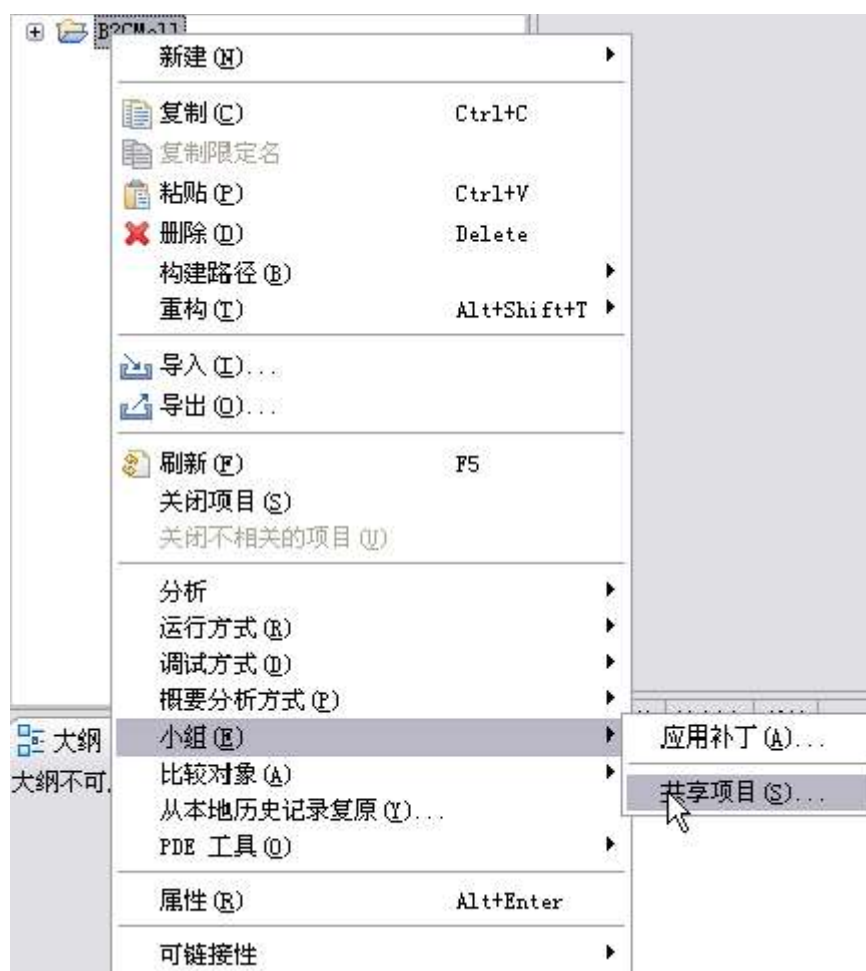 B2CMall
新建(N)
复制(C) Ctrl+C
复制限定名
粘贴(P) Ctrl+V
删除(D) Delete
构建路径(B)
重构(T) Alt+Shift+T
导入(I)...
导出(O)...
刷新(F) F5
关闭项目(S)
关闭不相关的项目(U)
分析
运行方式(R)
调试方式(D)
概要分析方式(P)
大纲 小组(E) 应用补丁(A)...
大纲不可 比较对象(A) 共享项目(S)...
从本地历史记录复原(Y)...
PDE 工具(O)
属性(R) Alt+Enter
可链接性